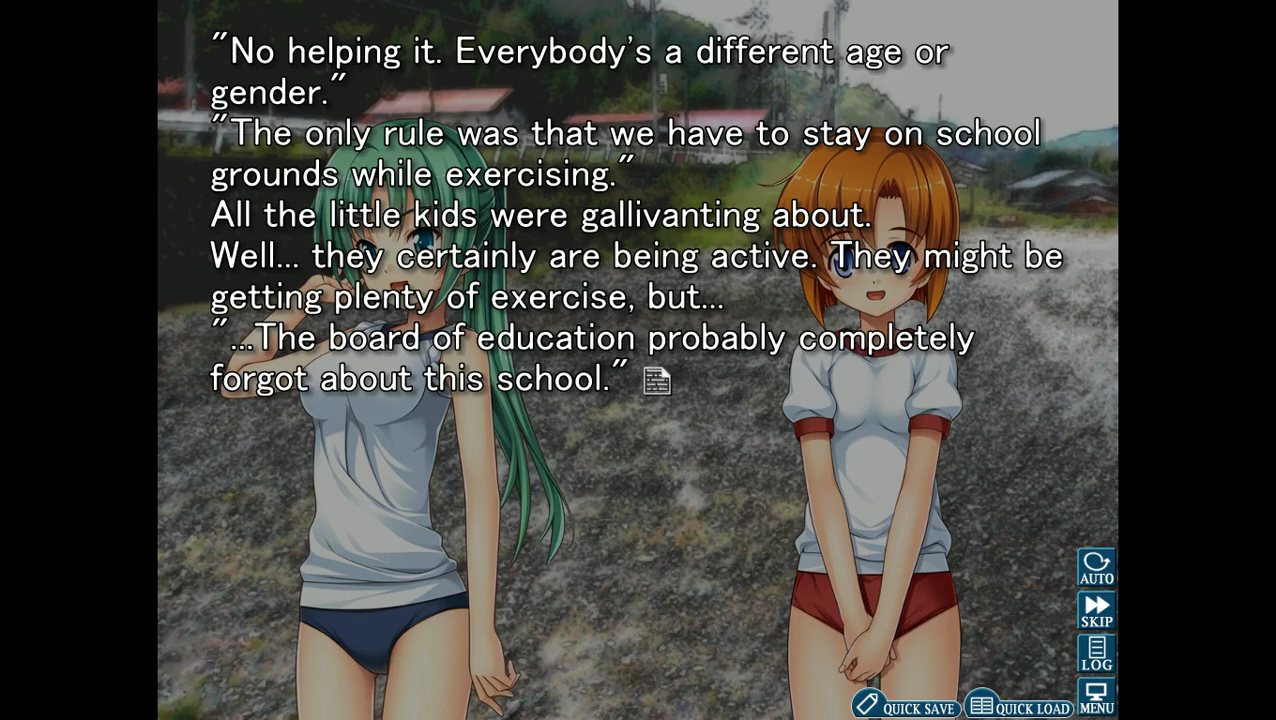 "No helping it. Everybody's a different age or
gender."
"The only rule was that we have to stay on school
grounds while exercising."
All the little kids were gallivanting about.
Well... they certainly are being active. They might be
getting plenty of exercise, but...
"...The board of education probably completely
forgot about this school."
AUTO
SKIP
LOG
MENU
QUICK SAVE
QUICK LOAD